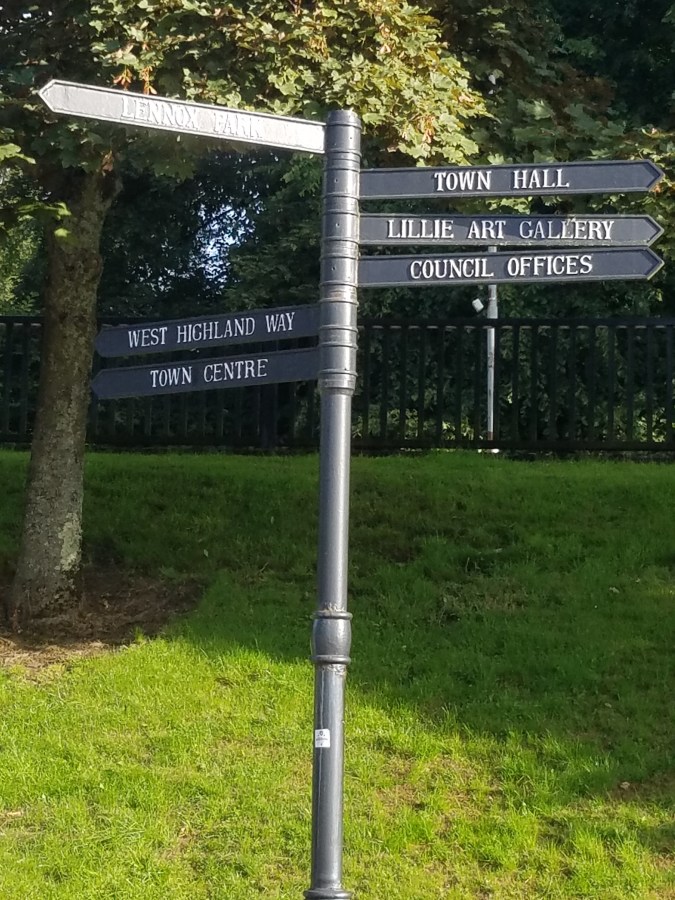 LENNOX PARK
TOWN HALL
LILLIE ART GALLERY
COUNCIL OFFICES
WEST HIGHLAND WAY
TOWN CENTRE